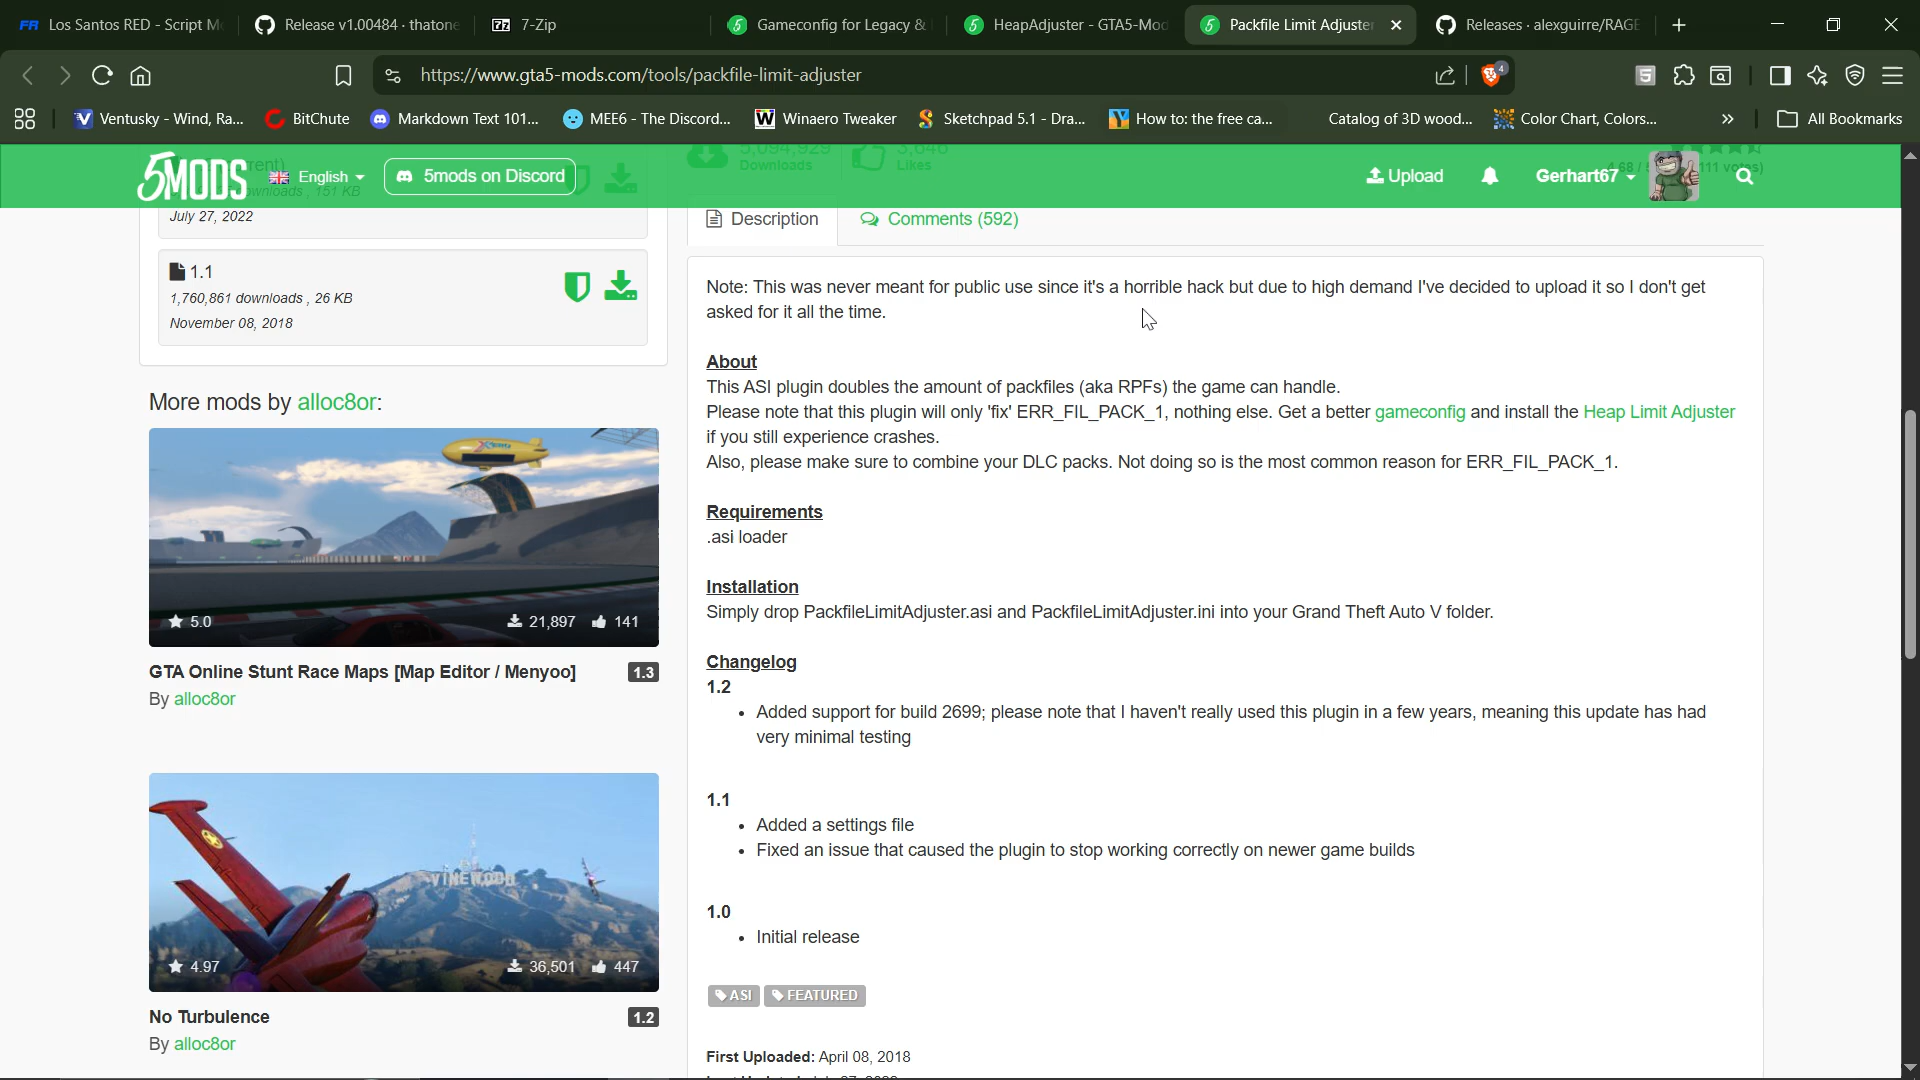 Los Santos RED - Script M
Release v1.00484 · thatone
7-Zip
Gameconfig for Legacy &
HeapAdjuster - GTA5-Mod
Packfile Limit Adjuster
Releases · alexguirre/RAGE
https://www.gta5-mods.com/tools/packfile-limit-adjuster
4
Ventusky - Wind, Ra...
BitChute
Markdown Text 101...
MEE6 - The Discord...
Winaero Tweaker
Sketchpad 5.1 - Dra...
How to: the free ca...
Catalog of 3D wood...
Color Chart, Colors...
»
All Bookmarks
5MODS
English
5mods on Discord
Upload
Gerhart67
5,094,929
Downloads
3,646
Likes
July 27, 2022
1.1
1,760,861 downloads , 26 KB
November 08, 2018
More mods by alloc8or:
5.0
21,897
141
GTA Online Stunt Race Maps [Map Editor / Menyoo]
1.3
By alloc8or
VINEWOOD
4.97
36,501
447
No Turbulence
1.2
By alloc8or
Description
Comments (592)
Note: This was never meant for public use since it's a horrible hack but due to high demand I've decided to upload it so I don't get
asked for it all the time.
About
This ASI plugin doubles the amount of packfiles (aka RPFs) the game can handle.
Please note that this plugin will only 'fix' ERR_FIL_PACK_1, nothing else. Get a better gameconfig and install the Heap Limit Adjuster
if you still experience crashes.
Also, please make sure to combine your DLC packs. Not doing so is the most common reason for ERR_FIL_PACK_1.
Requirements
.asi loader
Installation
Simply drop PackfileLimitAdjuster.asi and PackfileLimitAdjuster.ini into your Grand Theft Auto V folder.
Changelog
1.2
• Added support for build 2699; please note that I haven't really used this plugin in a few years, meaning this update has had
very minimal testing
1.1
• Added a settings file
• Fixed an issue that caused the plugin to stop working correctly on newer game builds
1.0
• Initial release
ASI
FEATURED
First Uploaded: April 08, 2018